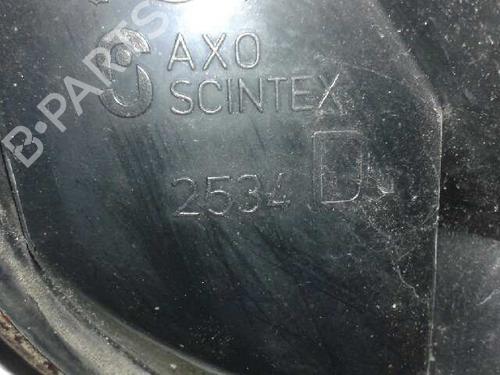 AXO
SCINTEX
2534 D
B-PARTS